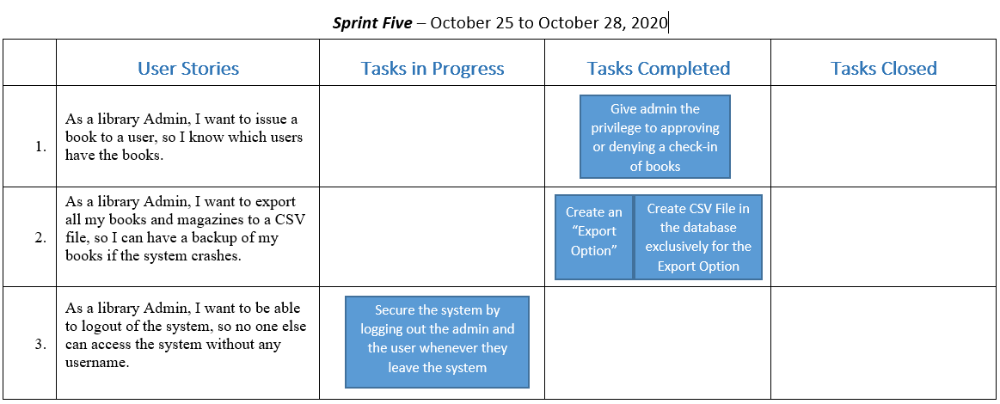 Sprint Five – October 25 to October 28, 2020
User Stories
Tasks in Progress
Tasks Completed
Tasks Closed
1.
As a library Admin, I want to issue a
book to a user, so I know which users
have the books.
Give admin the
privilege to approving
or denying a check-in
of books
2.
As a library Admin, I want to export
all my books and magazines to a CSV
file, so I can have a backup of my
books if the system crashes.
Create an
“Export
Option”
Create CSV File in
the database
exclusively for the
Export Option
3.
As a library Admin, I want to be able
to logout of the system, so no one else
can access the system without any
username.
Secure the system by
logging out the admin and
the user whenever they
leave the system